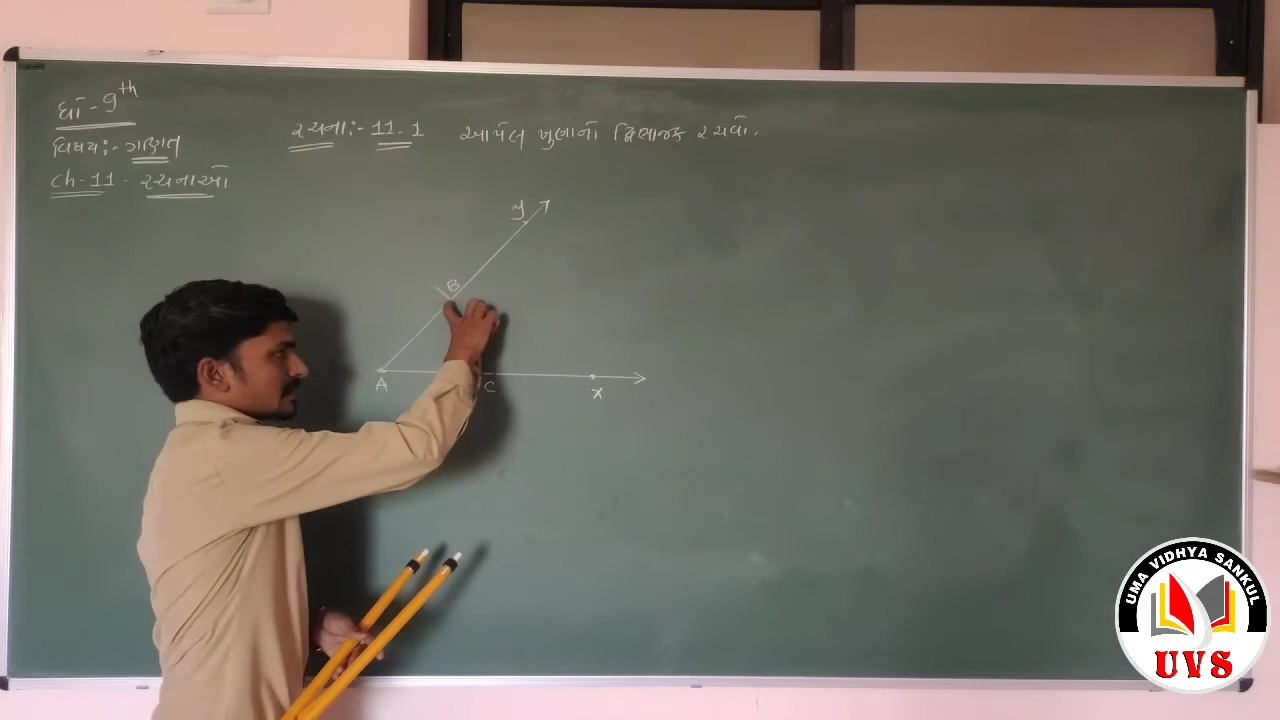 ધો - 9th
વિષય:- ગણિત
Ch-11 - રચનાઓ
રચના:- 11.1 આપેલ ખુણાનો દ્વિભાજક રચવો.
y
B
A
C
x
UMA VIDHYA SANKUL
UVS